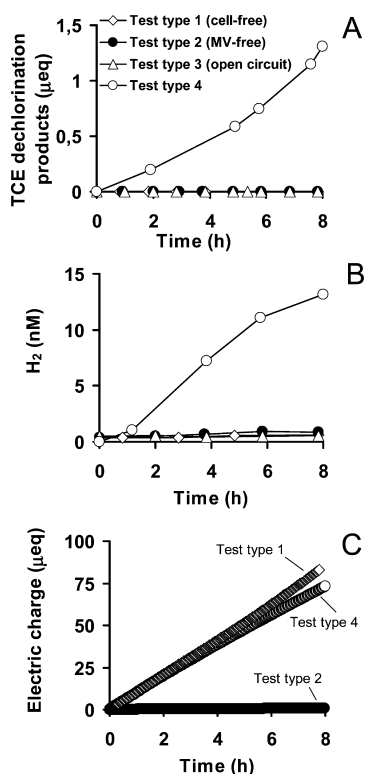 A
Test type 1 (cell-free)
Test type 2 (MV-free)
Test type 3 (open circuit)
Test type 4
TCE dechlorination
products (μeq)
1,5
1
0,5
0
0 2 4 6 8
Time (h)
B
H2 (nM)
15
10
5
0
0 2 4 6 8
Time (h)
C
Electric charge (μeq)
100
75
50
25
0
Test type 1
Test type 4
Test type 2
0 2 4 6 8
Time (h)